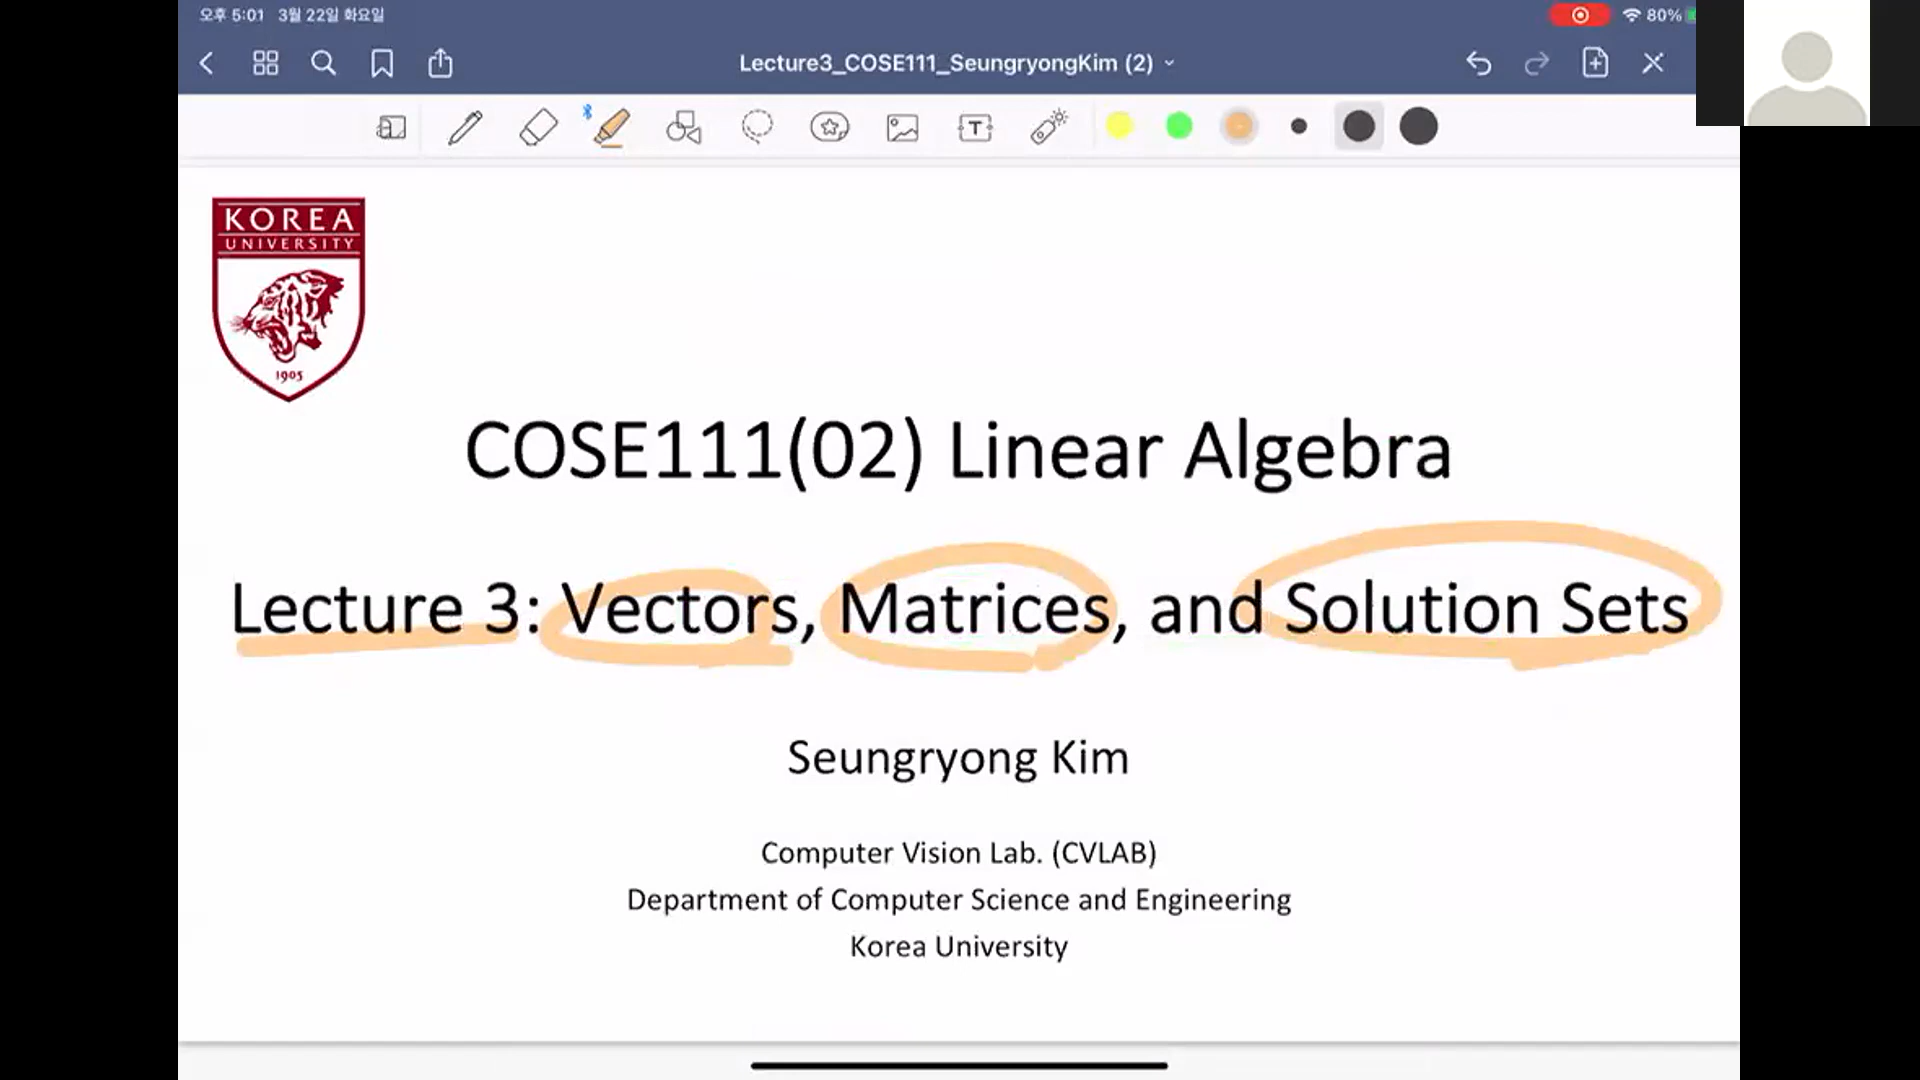 오후 5:01 3월 22일 화요일
80%
Lecture3_COSE111_SeungryongKim (2)
T
KOREA
UNIVERSITY
1905
COSE111(02) Linear Algebra
Lecture 3: Vectors, Matrices, and Solution Sets
Seungryong Kim
Computer Vision Lab. (CVLAB)
Department of Computer Science and Engineering
Korea University